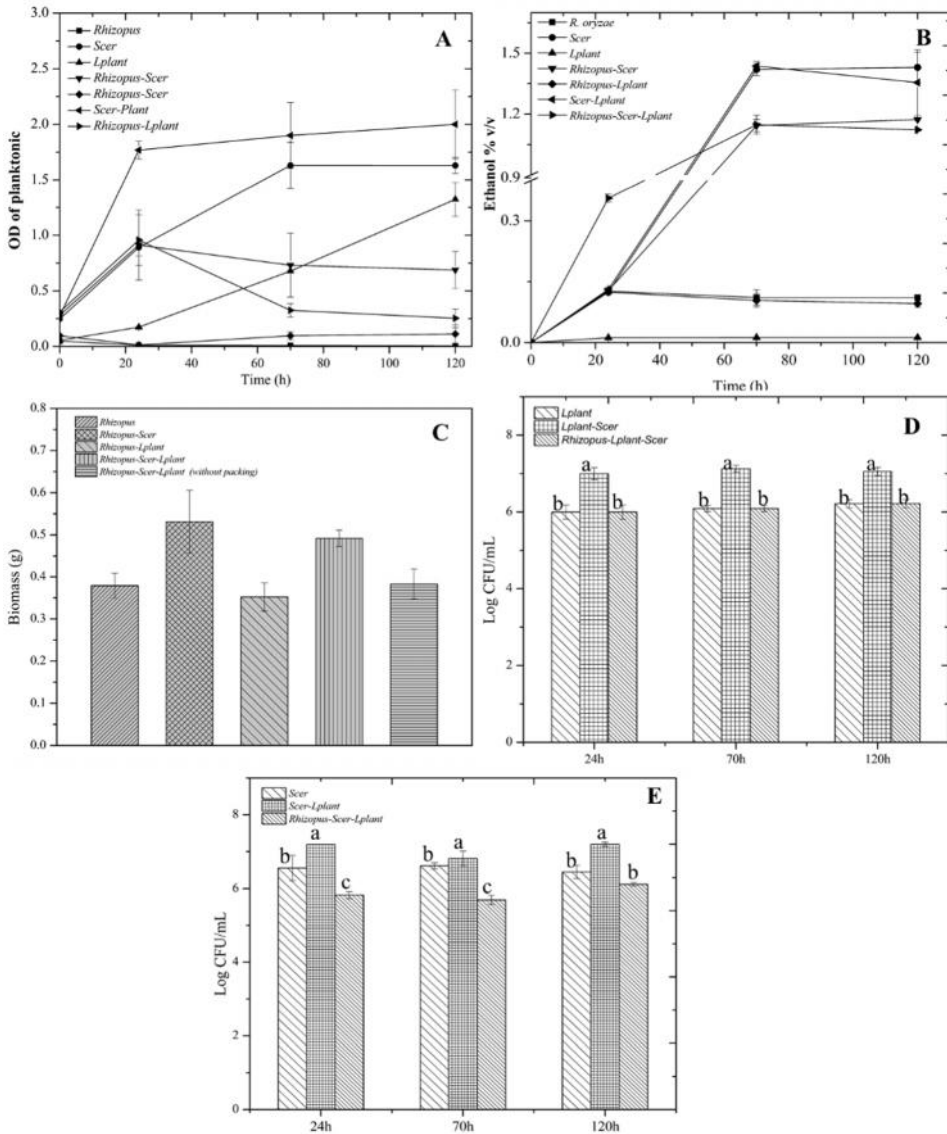 A
Rhizopus
Scer
Lplant
Rhizopus-Scer
Rhizopus-Scer
Scer-Plant
Rhizopus-Lplant
OD of planktonic
3.0
2.5
2.0
1.5
1.0
0.5
0.0
0 20 40 60 80 100 120
Time (h)
B
R. oryzae
Scer
Lplant
Rhizopus-Scer
Rhizopus-Lplant
Scer-Lplant
Rhizopus-Scer-Lplant
Ethanol % v/v
1.5
1.2
0.9
0.3
0.0
0 20 40 60 80 100 120
Time (h)
C
Rhizopus
Rhizopus-Scer
Rhizopus-Lplant
Rhizopus-Scer-Lplant
Rhizopus-Scer-Lplant (without packing)
Biomass (g)
0.8
0.7
0.6
0.5
0.4
0.3
0.2
0.1
0.0
D
Lplant
Lplant-Scer
Rhizopus-Lplant-Scer
Log CFU/mL
8
6
4
2
0
b a b b a b b a b
24h 70h 120h
E
Scer
Scer-Lplant
Rhizopus-Scer-Lplant
Log CFU/mL
8
6
4
2
0
b a c b a c b a b
24h 70h 120h